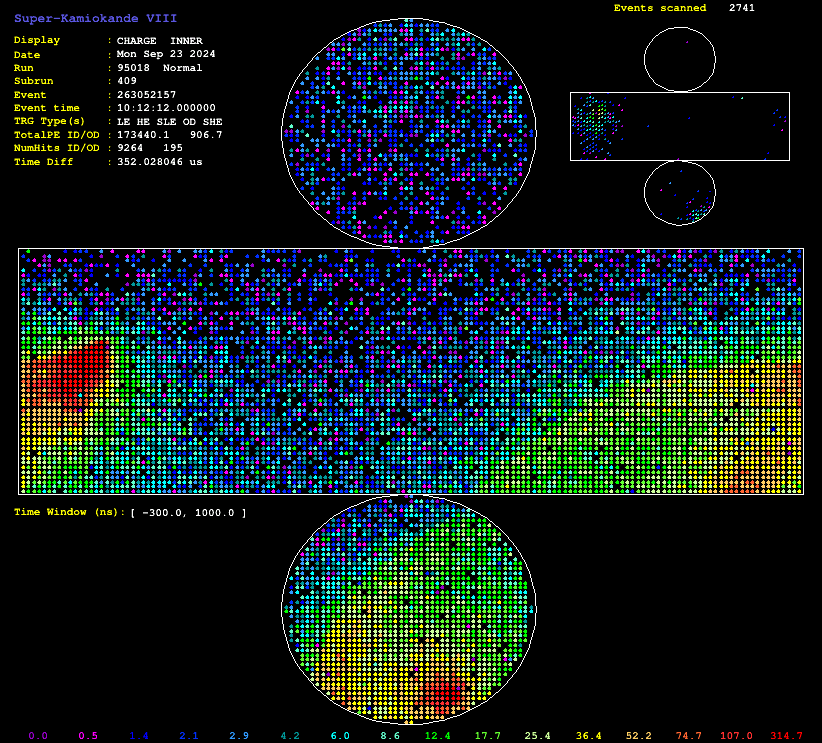 Super-Kamiokande VIII
Events scanned 2741
Display : CHARGE INNER
Date : Mon Sep 23 2024
Run : 95018 Normal
Subrun : 409
Event : 263052157
Event time : 10:12:12.000000
TRG Type(s) : LE HE SLE OD SHE
TotalPE ID/OD : 173440.1 906.7
NumHits ID/OD : 9264 195
Time Diff : 352.028046 us
Time Window (ns): [ -300.0, 1000.0 ]
0.0 0.5 1.4 2.1 2.9 4.2 6.0 8.6 12.4 17.7 25.4 36.4 52.2 74.7 107.0 314.7